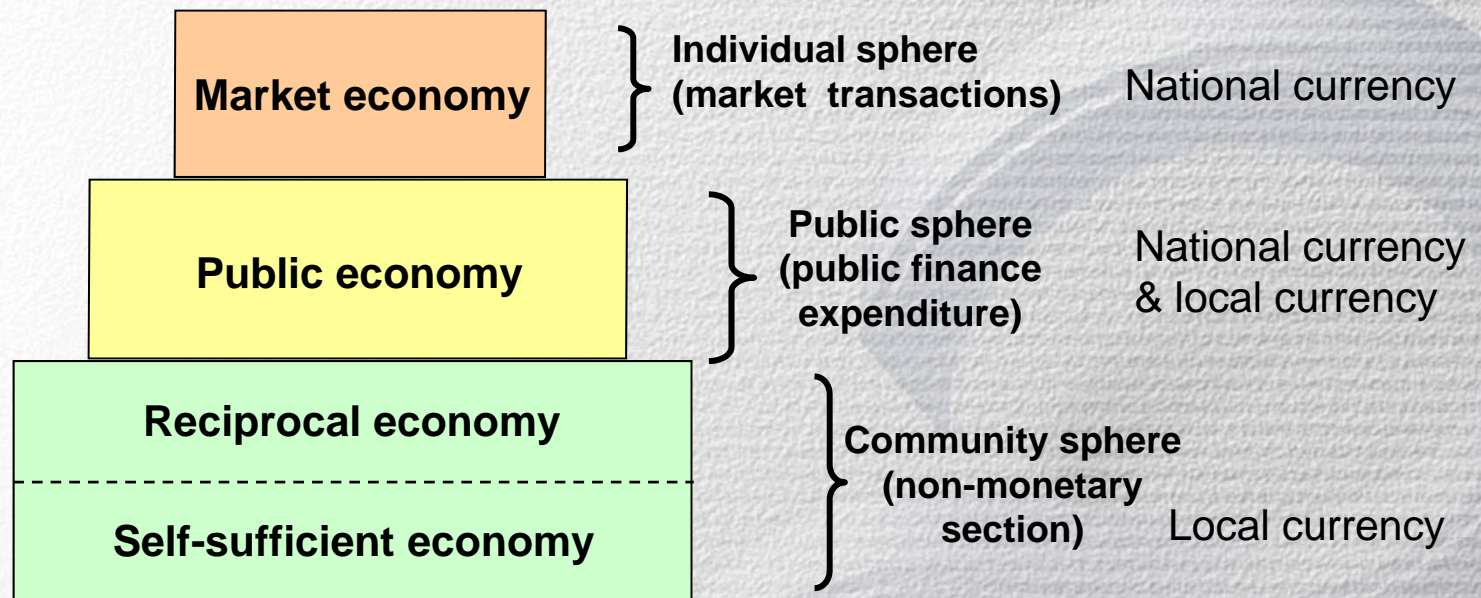 Market economy
Individual sphere
(market transactions)
National currency
Public economy
Public sphere
(public finance
expenditure)
National currency
& local currency
Reciprocal economy
Self-sufficient economy
Community sphere
(non-monetary
section)
Local currency